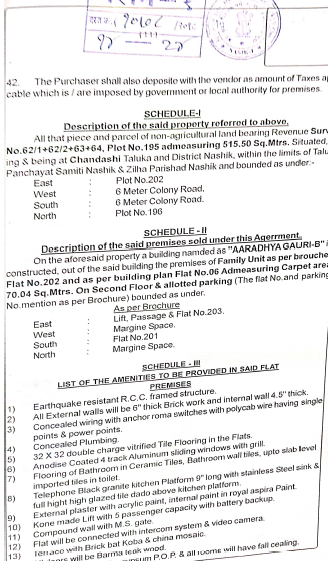 42. The Purchaser shall also deposite with the vendor as amount of Taxes
cable which is / are imposed by government or local authority for premises.
SCHEDULE-I
Description of the said property referred to above.
All that piece and parcel of non-agricultural land bearing Revenue
No.62/1+62/2+63+64, Plot No.195 admeasuring 515.50 Sq.Mtrs. Situated,
ing & being at Chandashi Taluka and District Nashik, within the limits of
Panchayat Samiti Nashik & Zilha Parishad Nashik and bounded as under:-
East : Plot No.202
West : 6 Meter Colony Road.
South : 6 Meter Colony Road.
North : Plot No.196
SCHEDULE - II
Description of the said premises sold under this Agerrment.
On the aforesaid property a building namded as "AARADHYA GAURI-B"
constructed, out of the said building the premises of Family Unit as per brouche
Flat No.202 and as per building plan Flat No.06 Admeasuring Carpet area
70.04 Sq.Mtrs. On Second Floor & allotted parking (The flat No.and parking
No.mention as per Brochure) bounded as under.
As per Brochure
East : Lift, Passage & Flat No.203.
West : Margine Space.
South : Flat No.201
North : Margine Space.
SCHEDULE - III
LIST OF THE AMENITIES TO BE PROVIDED IN SAID FLAT
PREMISES
1) Earthquake resistant R.C.C. framed structure.
2) All External walls will be 6" thick Brick work and internal wall 4.5" thick.
3) Concealed wiring with anchor roma switches with polycab wire having single
points & power points.
4) Concealed Plumbing.
5) 32 X 32 double charge vitrified Tile Flooring in the Flats.
6) Anodise Coated 4 track Aluminum sliding windows with grill.
7) Flooring of Bathroom in Ceramic Tiles, Bathroom wall tiles, upto slab level
imported tiles in toilet.
8) Telephone Black granite kitchen Platform 9" long with stainless Steel sink &
full hight high glazed tile dado above kitchen platform.
9) External plaster with acrylic paint, internal paint in royal aspira Paint.
10) Kone made Lift with 5 passenger capacity with battery backup.
11) Compound wall with M.S. gate.
12) Flat will be connected with intercom system & video camera.
13) Terraco with Brick bat Koba & china mosaic.
will be Barma teak wood.
P.O.P. & all rooms will have fall cealing.